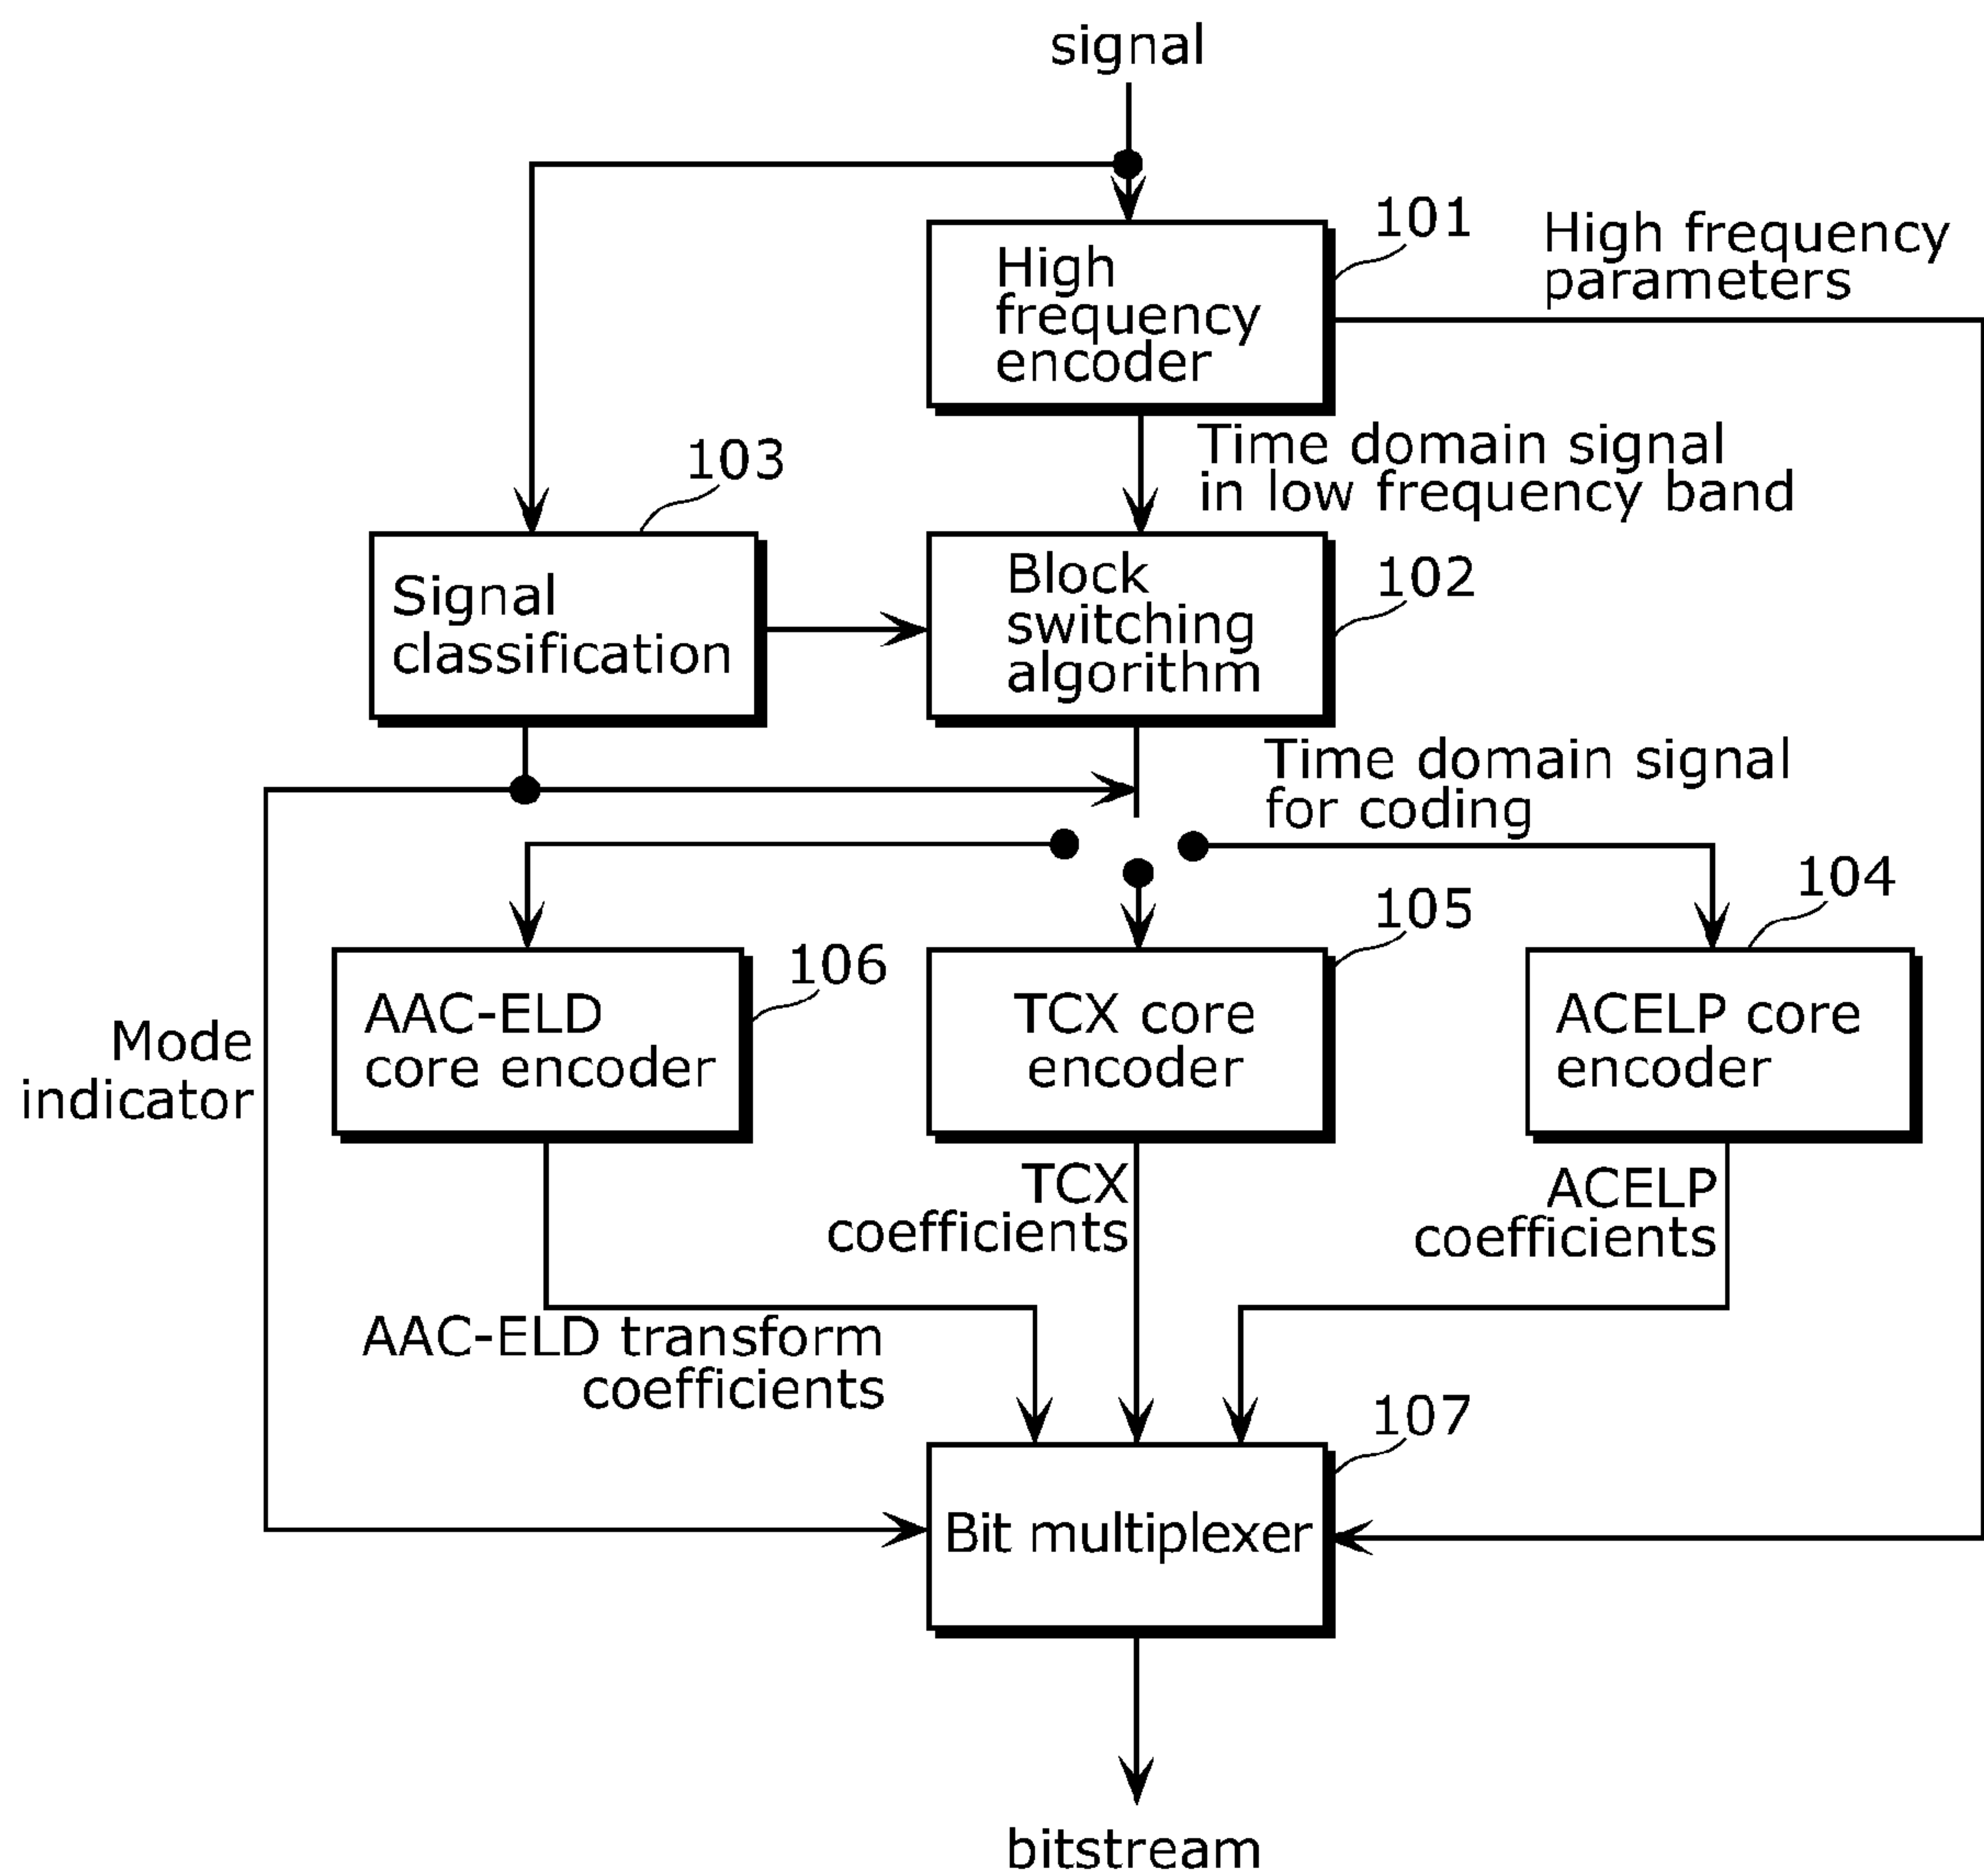 signal
101
High frequency
parameters
High
frequency
encoder
103
Time domain signal
in low frequency band
Signal
classification
Block
switching
algorithm
102
Time domain signal
for coding
104
105
106
AAC-ELD
core encoder
TCX core
encoder
ACELP core
encoder
Mode
indicator
TCX
coefficients
ACELP
coefficients
AAC-ELD transform
coefficients
107
Bit multiplexer
bitstream